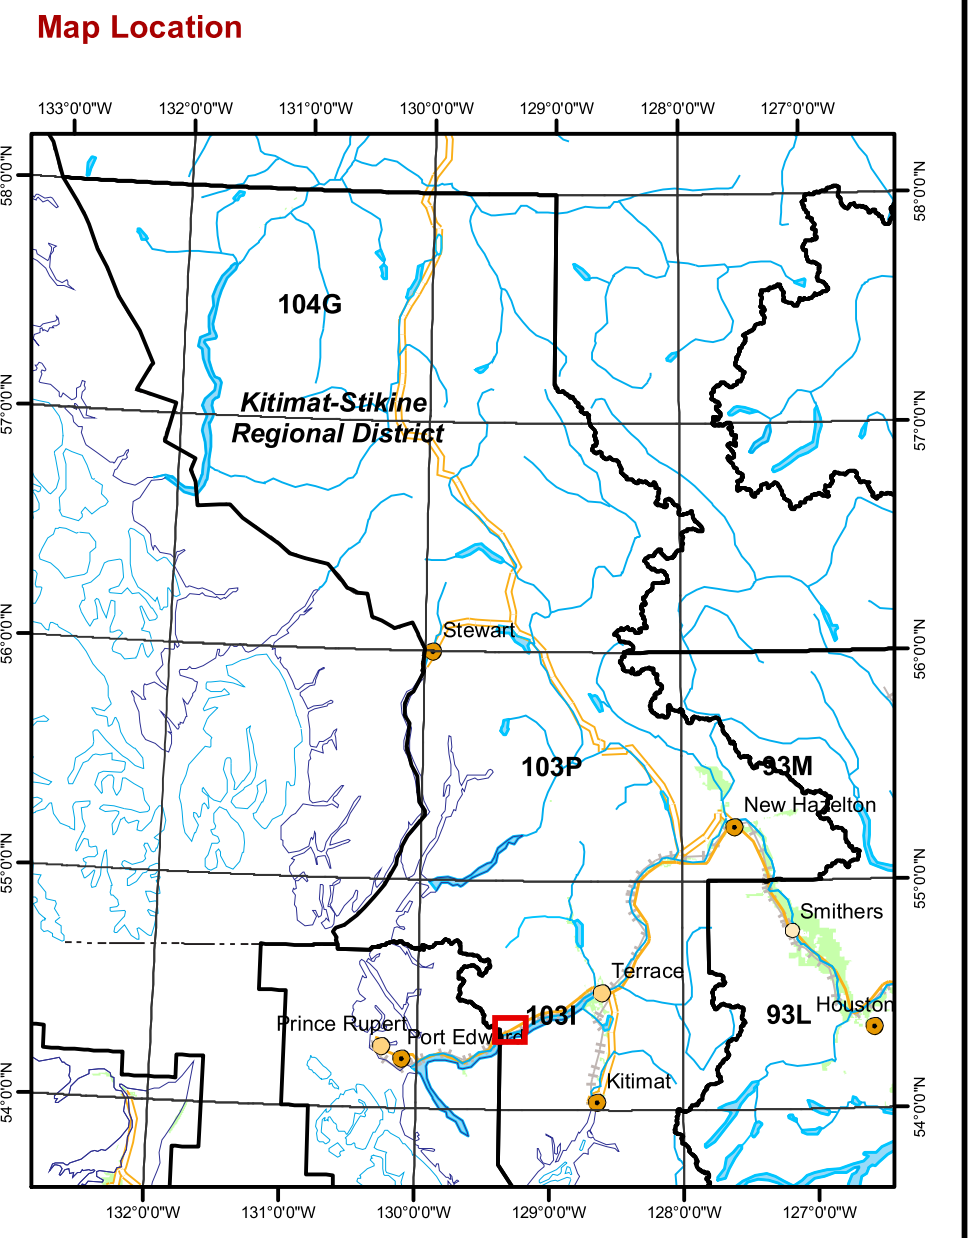 Map Location
133°0'0"W 132°0'0"W 131°0'0"W 130°0'0"W 129°0'0"W 128°0'0"W 127°0'0"W
58°0'0"N
58°0'0"N
104G
Kitimat-Stikine
Regional District
57°0'0"N
57°0'0"N
56°0'0"N
Stewart
56°0'0"N
103P
93M
New Hazelton
55°0'0"N
55°0'0"N
Smithers
Terrace
Prince Rupert
Port Edward
103I
93L
Houston
Kitimat
54°0'0"N
54°0'0"N
132°0'0"W 131°0'0"W 130°0'0"W 129°0'0"W 128°0'0"W 127°0'0"W